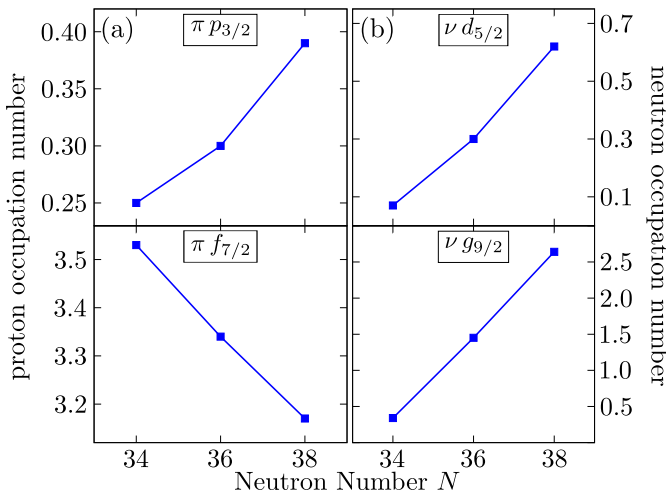 (a)
π p3/2
(b)
ν d5/2
0.40
0.35
0.30
0.25
0.7
0.5
0.3
0.1
π f7/2
ν g9/2
3.5
3.4
3.3
3.2
2.5
2.0
1.5
1.0
0.5
proton occupation number
neutron occupation number
34 36 38 34 36 38
Neutron Number N